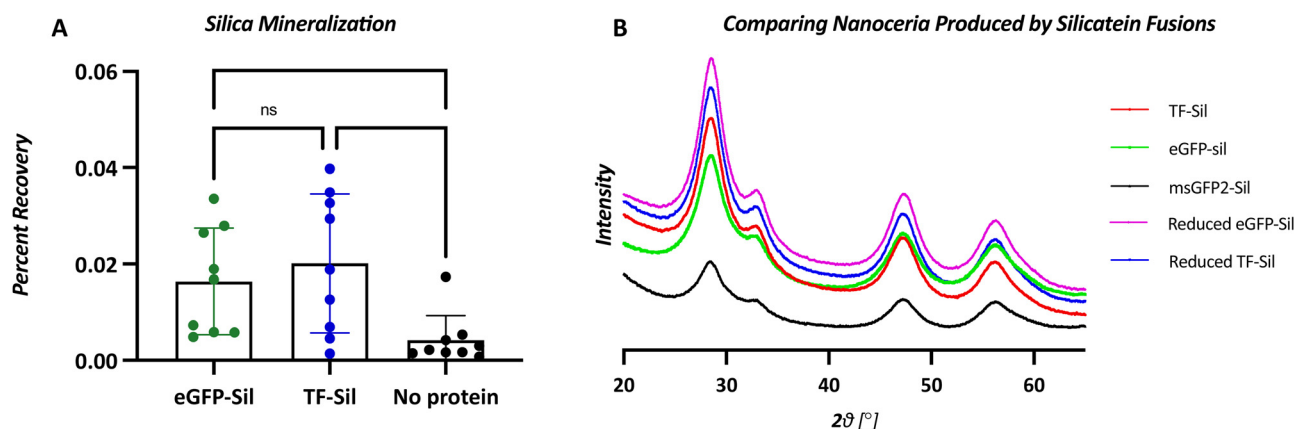 A
Silica Mineralization
Percent Recovery
0.06
0.04
0.02
0.00
ns
eGFP-Sil
TF-Sil
No protein
B
Comparing Nanoceria Produced by Silicatein Fusions
Intensity
20
30
40
50
60
2ϑ [°]
TF-Sil
eGFP-sil
msGFP2-Sil
Reduced eGFP-Sil
Reduced TF-Sil